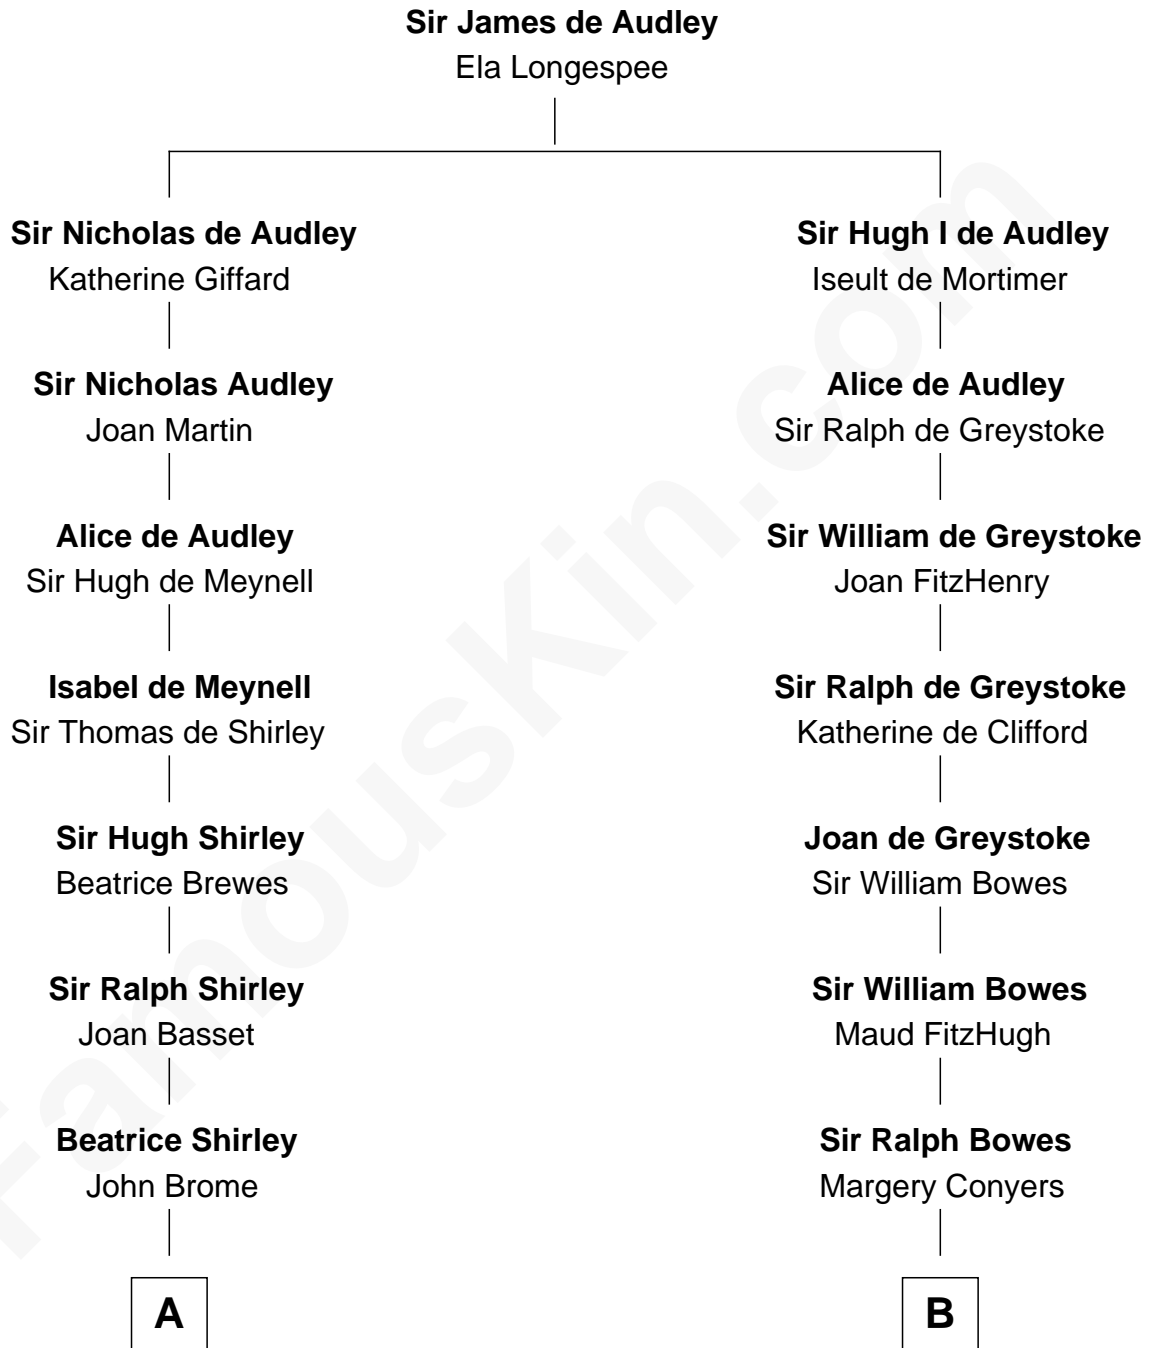 Sir James de Audley
Ela Longespee
Sir Nicholas de Audley
Katherine Giffard
Sir Nicholas Audley
Joan Martin
Alice de Audley
Sir Hugh de Meynell
Isabel de Meynell
Sir Thomas de Shirley
Sir Hugh Shirley
Beatrice Brewes
Sir Ralph Shirley
Joan Basset
Beatrice Shirley
John Brome
A
Sir Hugh I de Audley
Iseult de Mortimer
Alice de Audley
Sir Ralph de Greystoke
Sir William de Greystoke
Joan FitzHenry
Sir Ralph de Greystoke
Katherine de Clifford
Joan de Greystoke
Sir William Bowes
Sir William Bowes
Maud FitzHugh
Sir Ralph Bowes
Margery Conyers
B
FamousKin.com